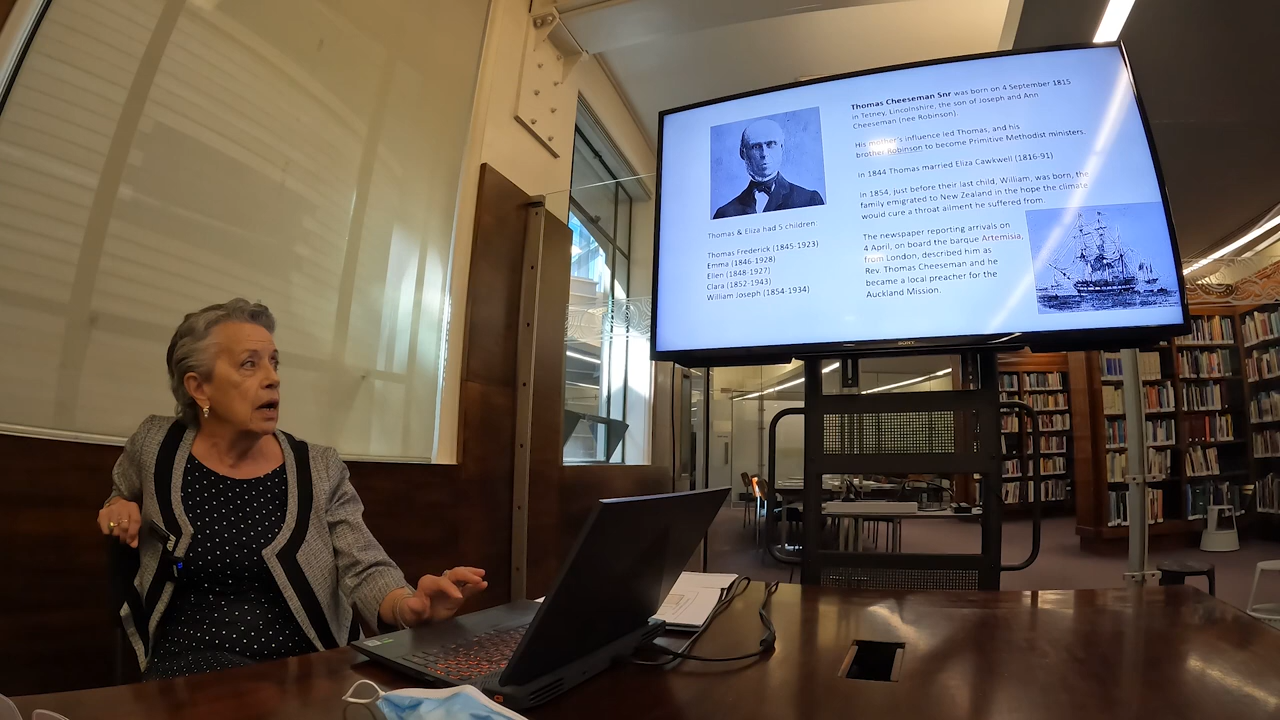 Thomas Cheeseman Snr was born on 4 September 1815
in Tetney, Lincolnshire, the son of Joseph and Ann
Cheeseman (nee Robinson).
His mother's influence led Thomas, and his
brother Robinson to become Primitive Methodist ministers.
In 1844 Thomas married Eliza Cawkwell (1816-91)
In 1854, just before their last child, William, was born, the
family emigrated to New Zealand in the hope the climate
would cure a throat ailment he suffered from.
The newspaper reporting arrivals on
4 April, on board the barque Artemisia,
from London, described him as
Rev. Thomas Cheeseman and he
became a local preacher for the
Auckland Mission.
Thomas & Eliza had 5 children:
Thomas Frederick (1845-1923)
Emma (1846-1928)
Ellen (1848-1927)
Clara (1852-1943)
William Joseph (1854-1934)
SONY